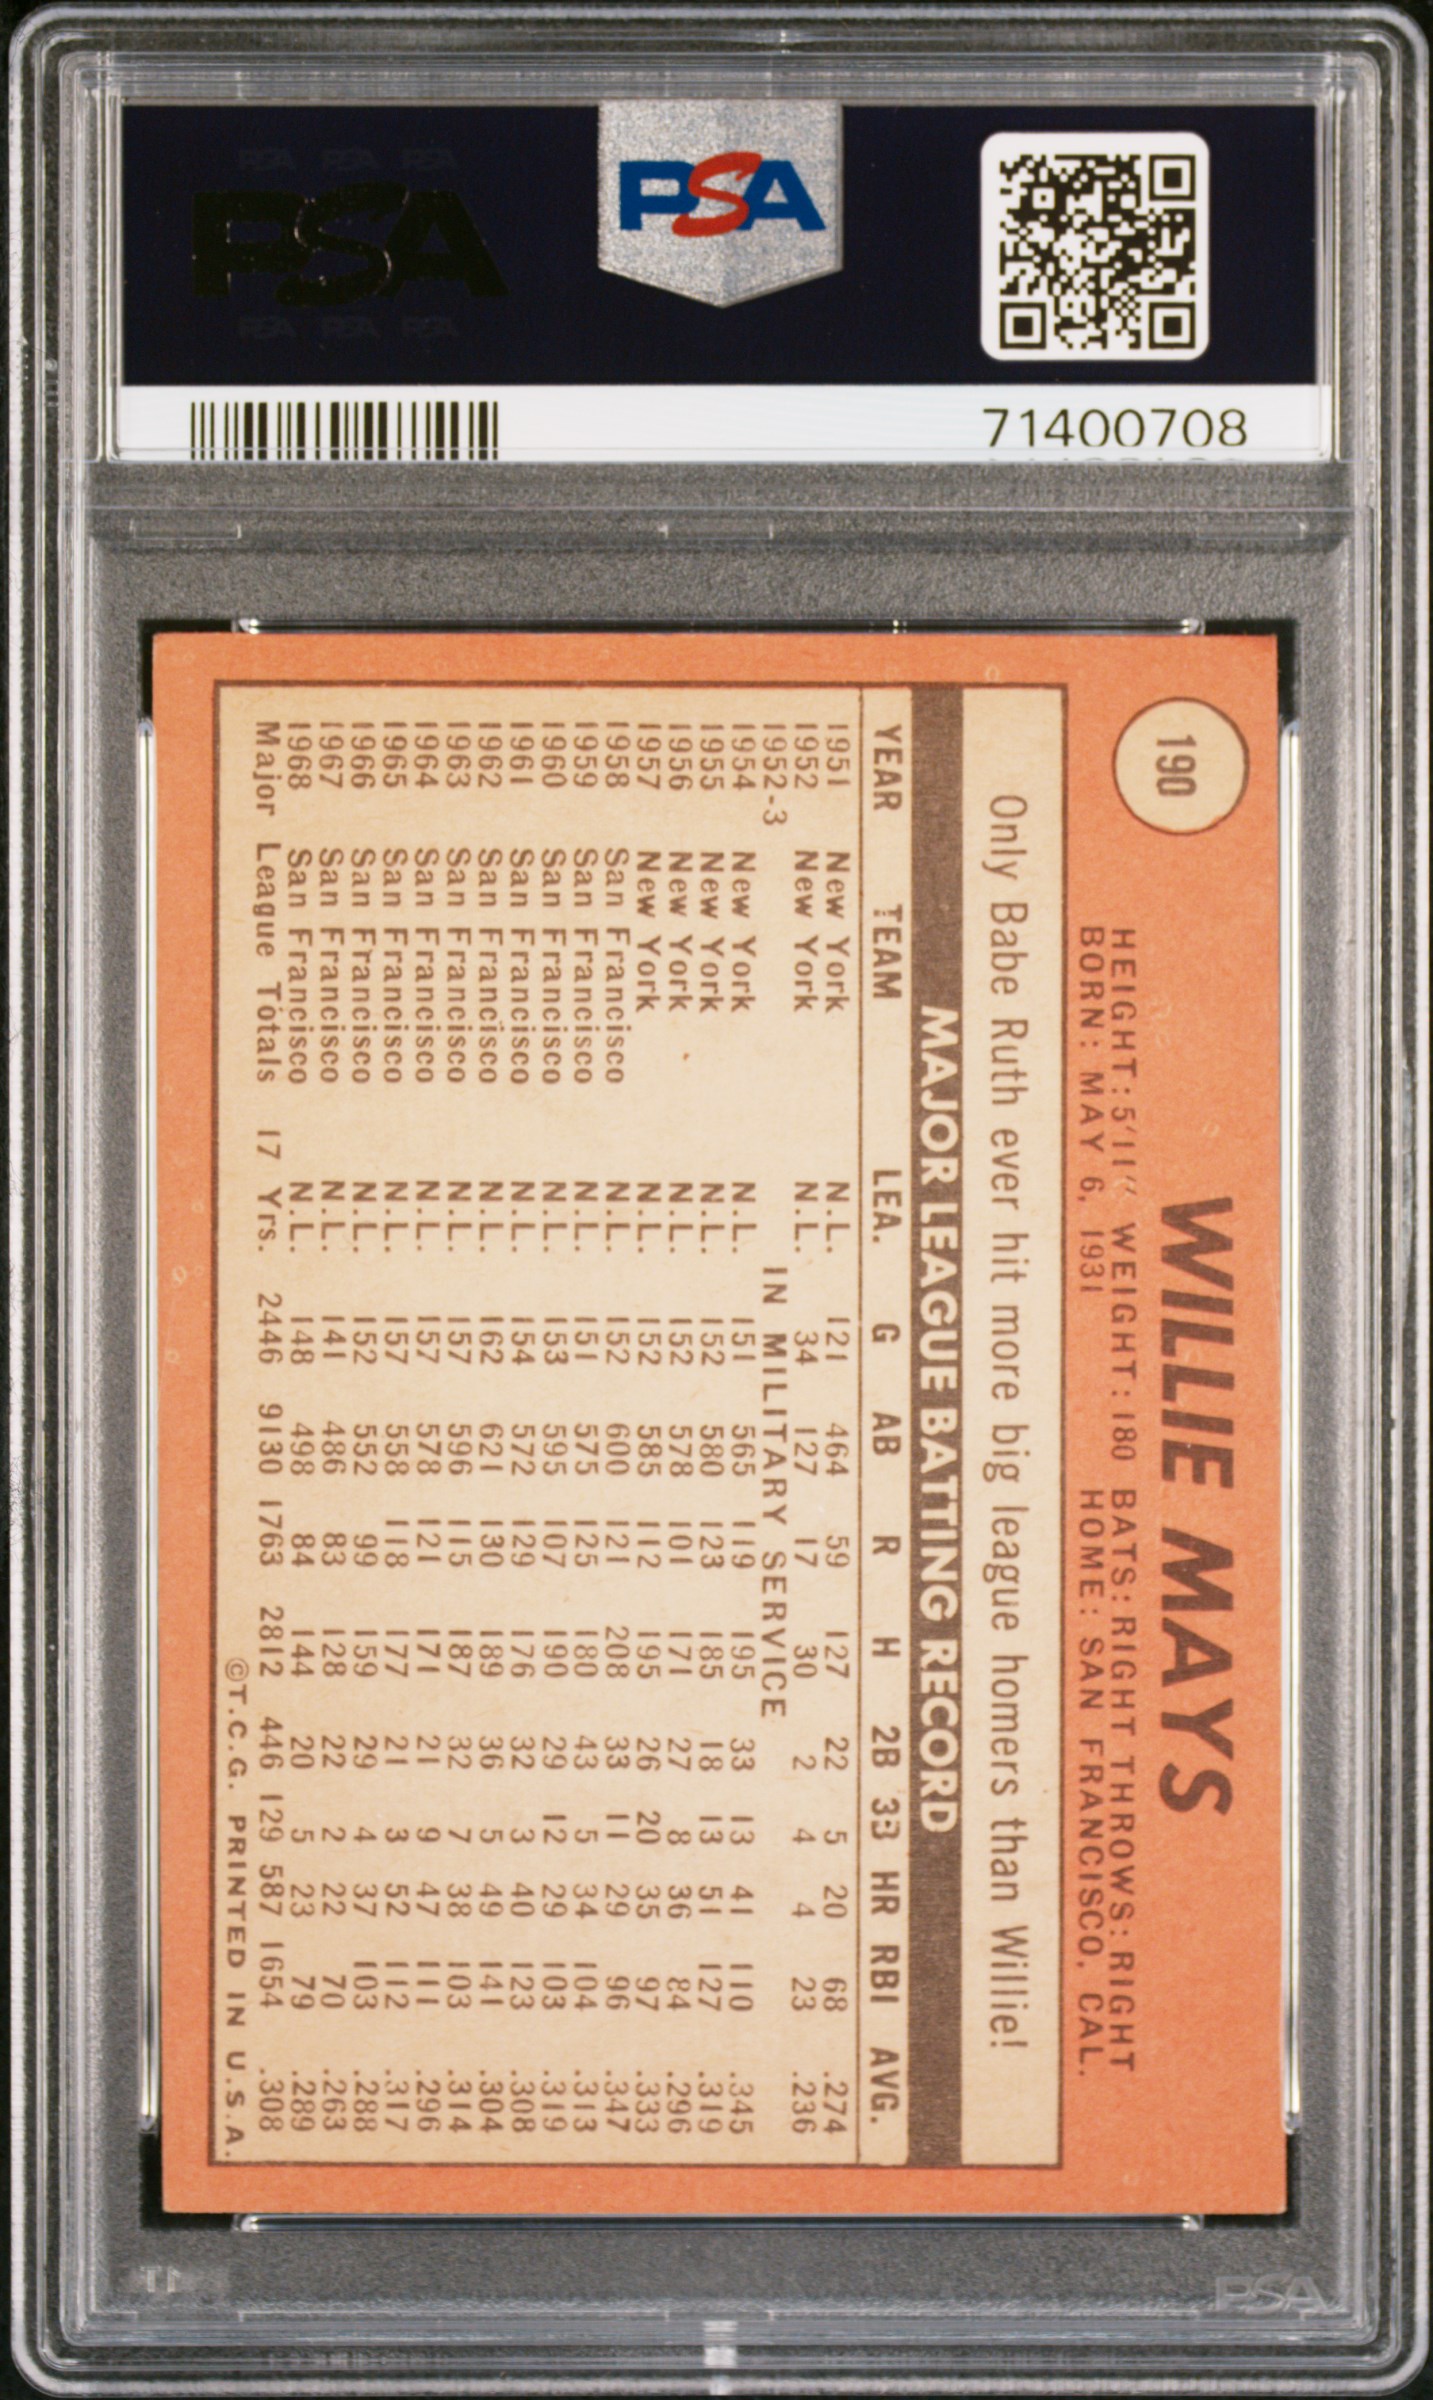 PSA PSA PSA
PSA
PSA PSA PSA
PSA
71400708
190
WILLIE MAYS
HEIGHT: 5'11" WEIGHT: 180 BATS: RIGHT THROWS: RIGHT
BORN: MAY 6, 1931 HOME: SAN FRANCISCO, CAL.
Only Babe Ruth ever hit more big league homers than Willie!
MAJOR LEAGUE BATTING RECORD
YEAR TEAM LEA. G AB R H 2B 3B HR RBI AVG.
1951 New York N.L. 121 464 59 127 22 5 20 68 .274
1952 New York N.L. 34 127 17 30 2 4 4 23 .236
1952-3 IN MILITARY SERVICE
1954 New York N.L. 151 565 119 195 33 13 41 110 .345
1955 New York N.L. 152 580 123 185 18 13 51 127 .319
1956 New York N.L. 152 578 101 171 27 8 36 84 .296
1957 New York N.L. 152 585 112 195 26 20 35 97 .333
1958 San Francisco N.L. 152 600 121 208 33 11 29 96 .347
1959 San Francisco N.L. 151 575 125 180 43 5 34 104 .313
1960 San Francisco N.L. 153 595 107 190 29 12 29 103 .319
1961 San Francisco N.L. 154 572 129 176 32 3 40 123 .308
1962 San Francisco N.L. 162 621 130 189 36 5 49 141 .304
1963 San Francisco N.L. 157 596 115 187 32 7 38 103 .314
1964 San Francisco N.L. 157 578 121 171 21 9 47 111 .296
1965 San Francisco N.L. 157 558 118 177 21 3 52 112 .317
1966 San Francisco N.L. 152 552 99 159 29 4 37 103 .288
1967 San Francisco N.L. 141 486 83 128 22 2 22 70 .263
1968 San Francisco N.L. 148 498 84 144 20 5 23 79 .289
Major League Totals 17 Yrs. 2446 9130 1763 2812 446 129 587 1654 .308
©T.C.G. PRINTED IN U.S.A.
PSA